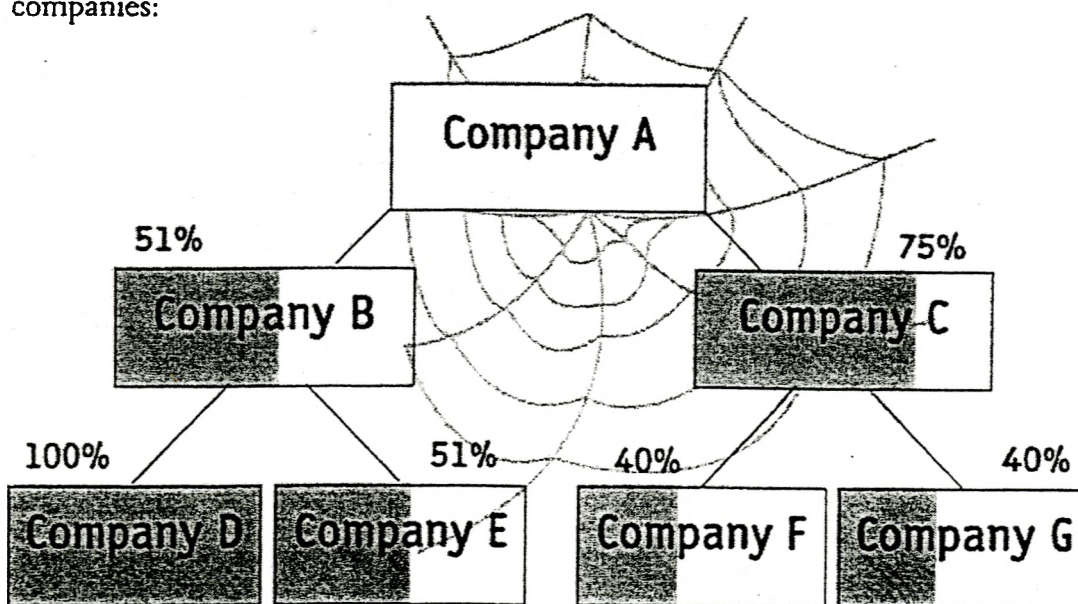 companies:
Company A
51%
75%
Company B
Company C
100%
51%
40%
40%
Company D
Company E
Company F
Company G